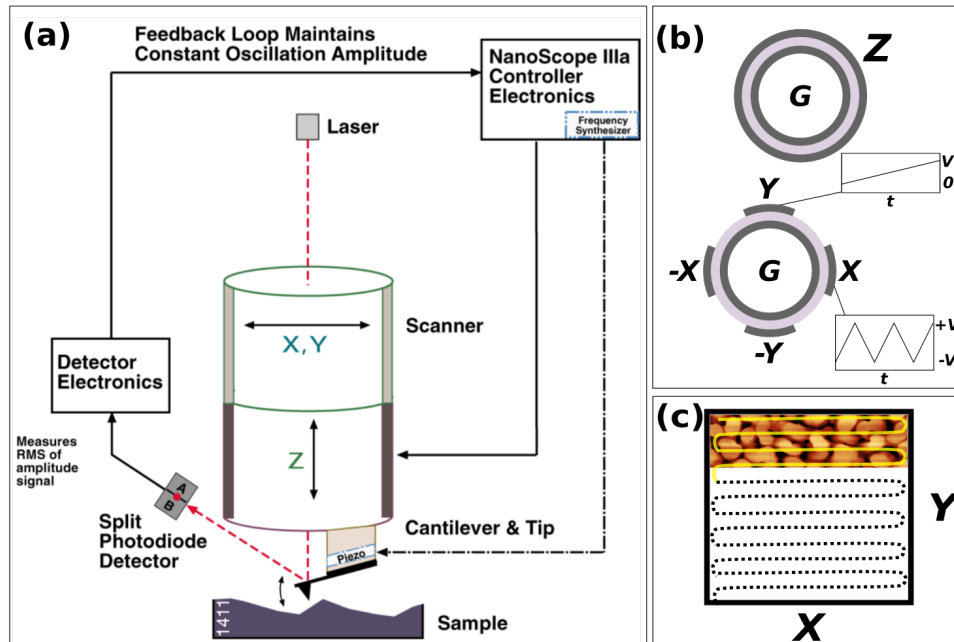 (a)
Feedback Loop Maintains
Constant Oscillation Amplitude
NanoScope IIIa
Controller
Electronics
Frequency
Synthesizer
Laser
Scanner
X,Y
Detector
Electronics
Z
Measures
RMS of
amplitude
signal
A
B
Split
Photodiode
Detector
Cantilever & Tip
Piezo
1411
Sample
(b)
Z
G
V
0
t
Y
-X
G
X
-Y
+V
-V
t
(c)
Y
X